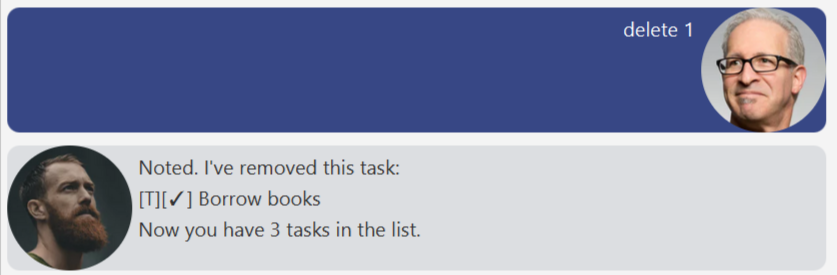 delete 1
Noted. I've removed this task:
[T][✓] Borrow books
Now you have 3 tasks in the list.